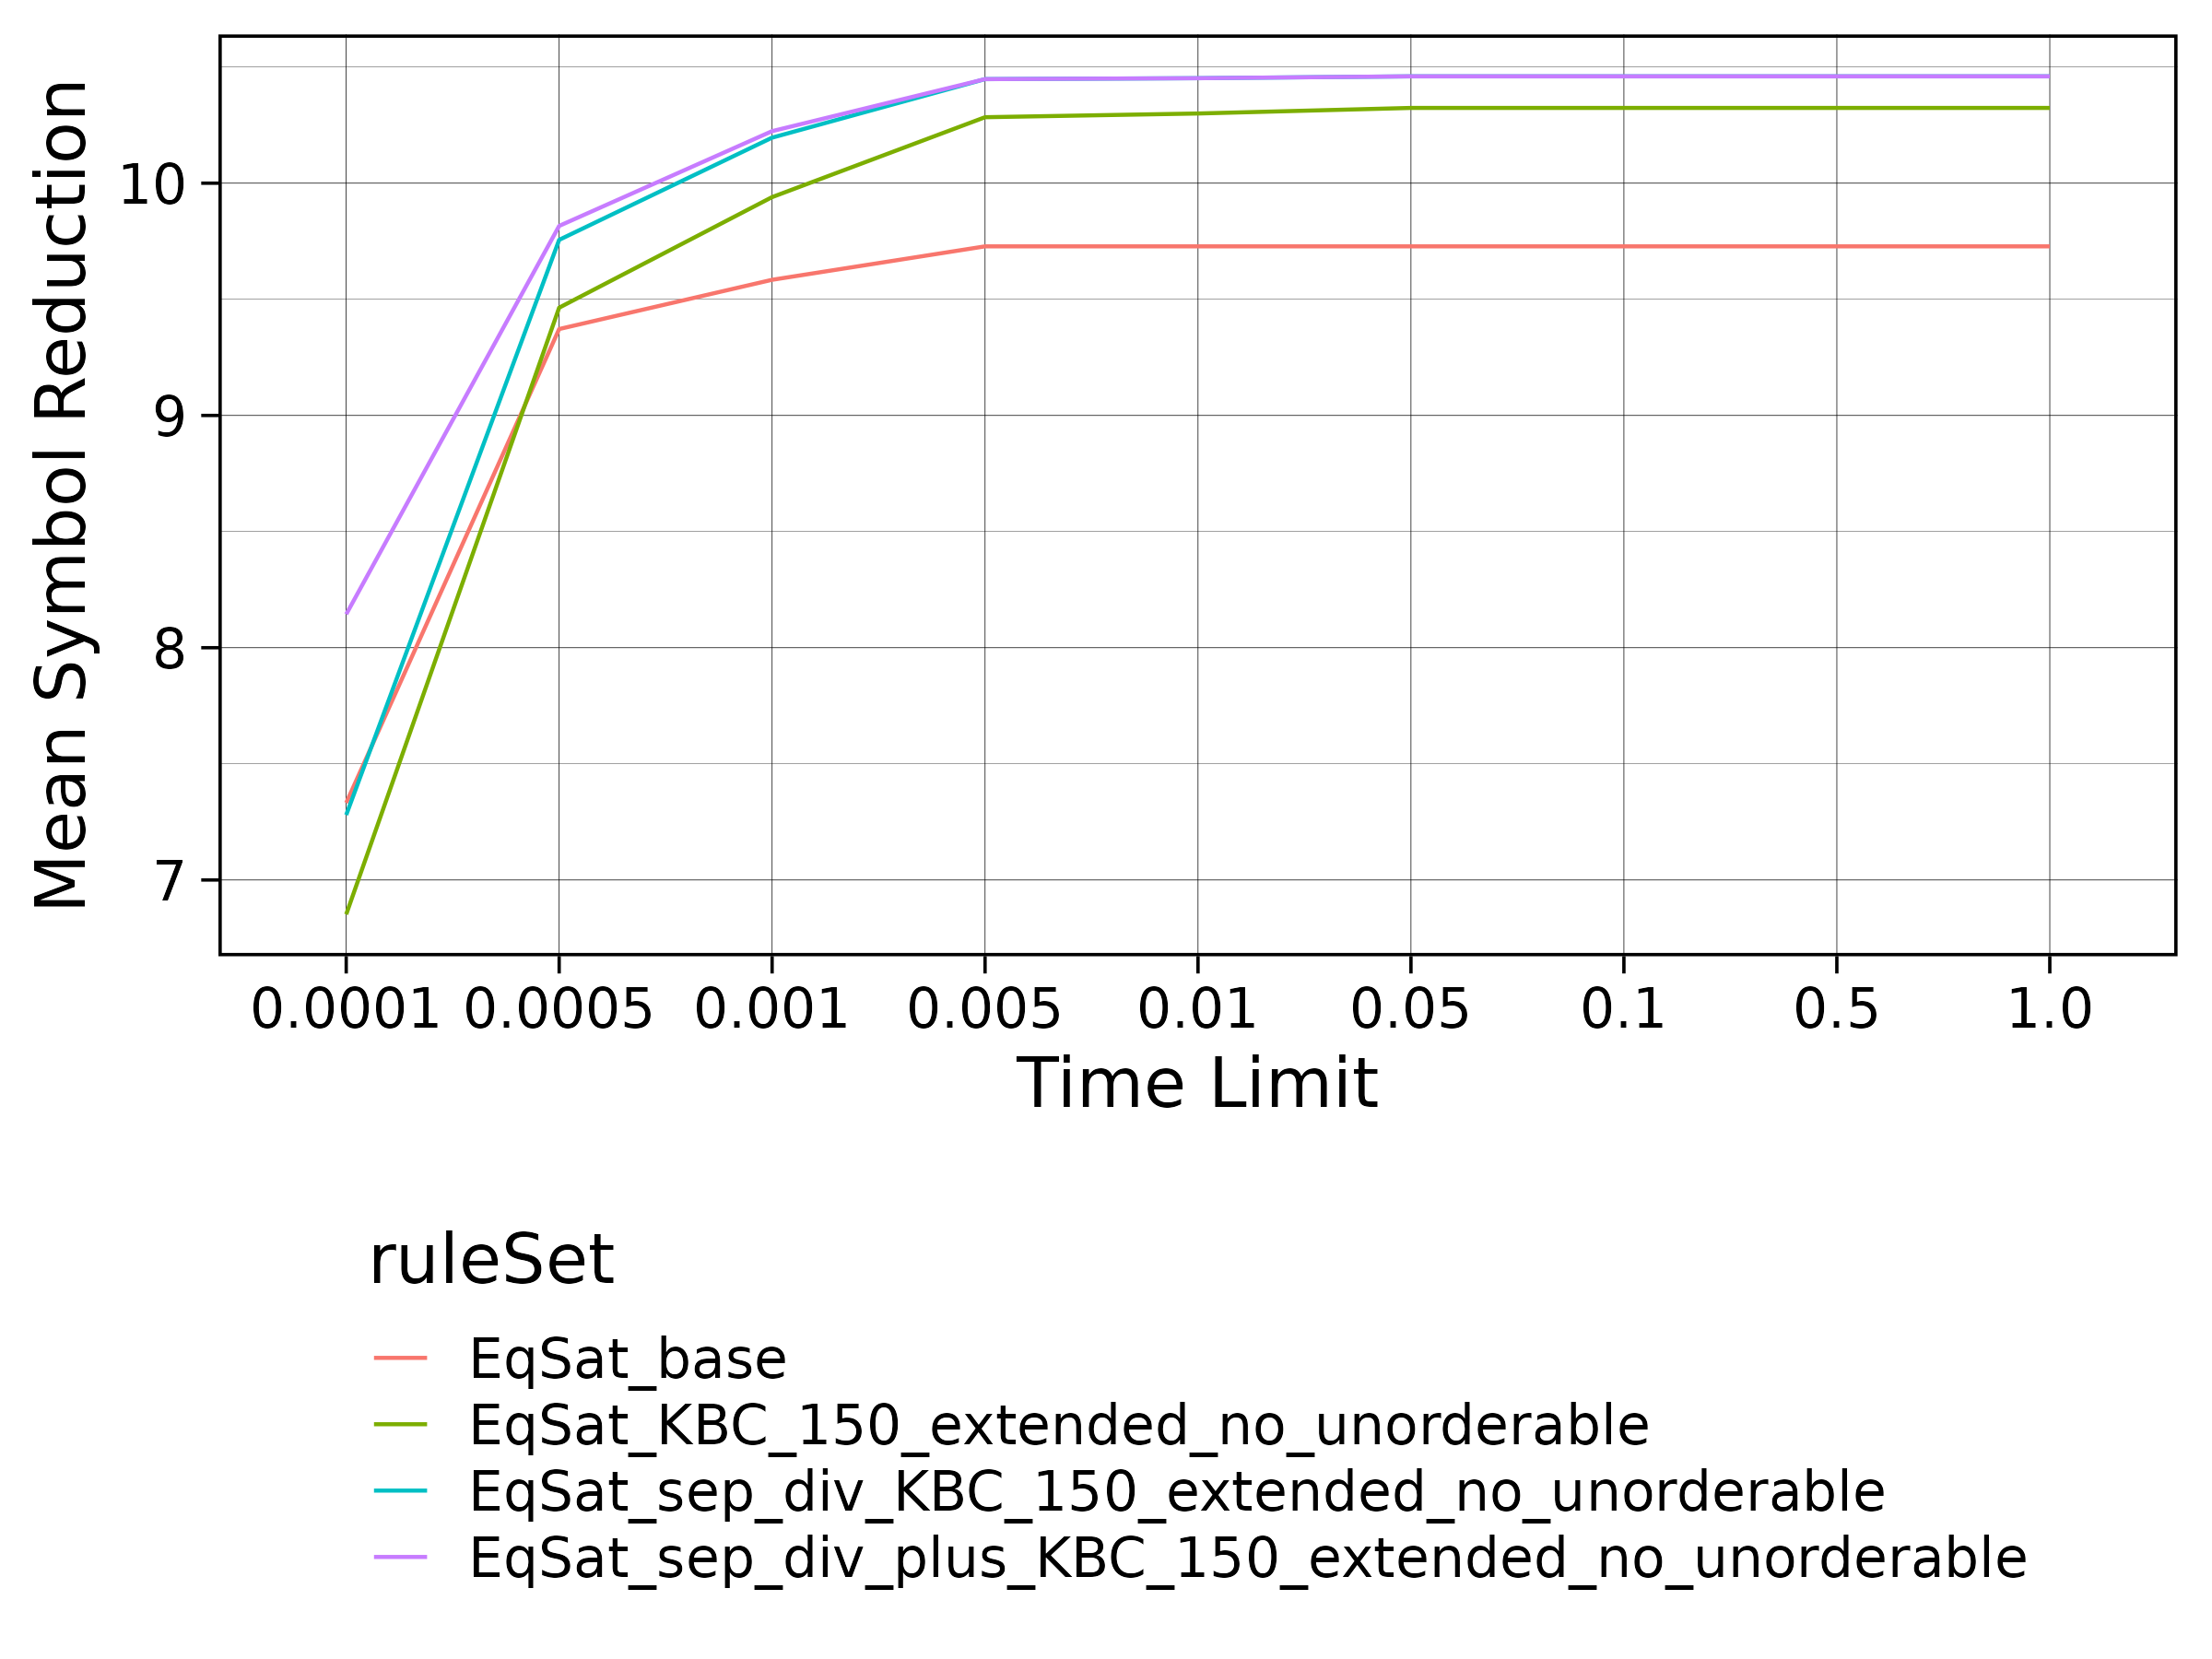 Mean Symbol Reduction
10
9
8
7
0.0001 0.0005 0.001 0.005 0.01 0.05 0.1 0.5 1.0
Time Limit
ruleSet
EqSat_base
EqSat_KBC_150_extended_no_unorderable
EqSat_sep_div_KBC_150_extended_no_unorderable
EqSat_sep_div_plus_KBC_150_extended_no_unorderable